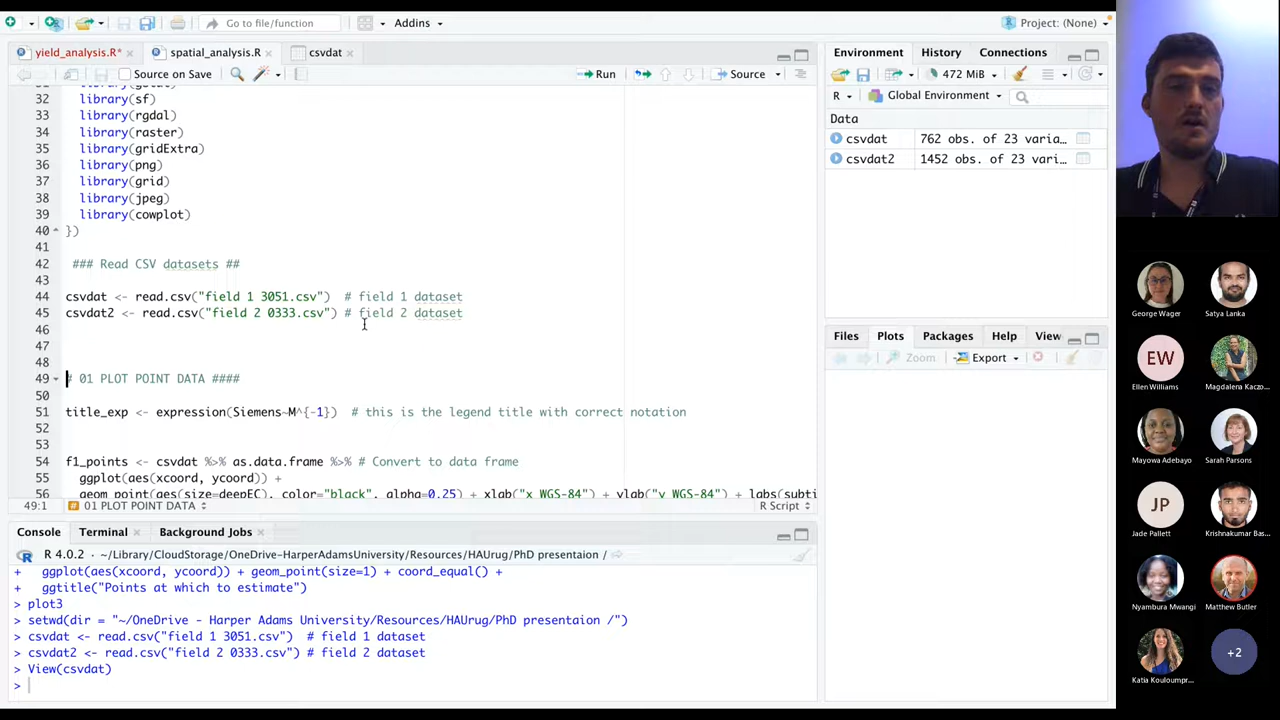 Go to file/function
Addins
Project: (None)
yield_analysis.R*
spatial_analysis.R
csvdat
Source on Save
Run
Source
32 library(sf)
33 library(rgdal)
34 library(raster)
35 library(gridExtra)
36 library(png)
37 library(grid)
38 library(jpeg)
39 library(cowplot)
40 })
41
42 ### Read CSV datasets ##
43
44 csvdat <- read.csv("field 1 3051.csv") # field 1 dataset
45 csvdat2 <- read.csv("field 2 0333.csv") # field 2 dataset
46
47
48
49 # 01 PLOT POINT DATA ####
50
51 title_exp <- expression(Siemens~M^{-1}) # this is the legend title with correct notation
52
53
54 f1_points <- csvdat %>% as.data.frame %>% # Convert to data frame
55 ggplot(aes(xcoord, ycoord)) +
56 geom_point(aes(size=deepEC), color="black", alpha=0.25) + xlab("x WGS-84") + ylab("y WGS-84") + labs(subti
49:1
01 PLOT POINT DATA
R Script
Console
Terminal
Background Jobs
R 4.0.2 · ~/Library/CloudStorage/OneDrive-HarperAdamsUniversity/Resources/HAUrug/PhD presentaion /
+ ggplot(aes(xcoord, ycoord)) + geom_point(size=1) + coord_equal() +
+ ggtitle("Points at which to estimate")
> plot3
> setwd(dir = "~/OneDrive - Harper Adams University/Resources/HAUrug/PhD presentaion /")
> csvdat <- read.csv("field 1 3051.csv") # field 1 dataset
> csvdat2 <- read.csv("field 2 0333.csv") # field 2 dataset
> View(csvdat)
>
Environment
History
Connections
472 MiB
R
Global Environment
Data
csvdat 762 obs. of 23 varia…
csvdat2 1452 obs. of 23 vari…
Files
Plots
Packages
Help
View
Zoom
Export
George Wager
Satya Lanka
EW
Ellen Williams
Magdalena Kaczo...
Mayowa Adebayo
Sarah Parsons
JP
Jade Pallett
Krishnakumar Bas...
Nyambura Mwangi
Matthew Butler
Katia Kouloumpr...
+2